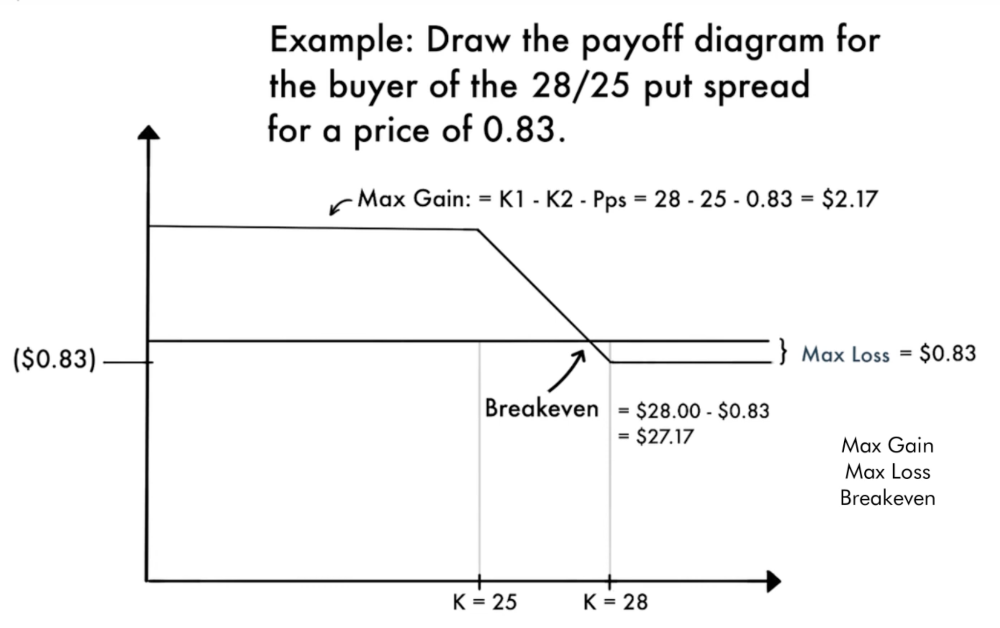 Example: Draw the payoff diagram for
the buyer of the 28/25 put spread
for a price of 0.83.
Max Gain: = K1 - K2 - Pps = 28 - 25 - 0.83 = $2.17
($0.83)
} Max Loss = $0.83
Breakeven = $28.00 - $0.83
= $27.17
Max Gain
Max Loss
Breakeven
K = 25
K = 28